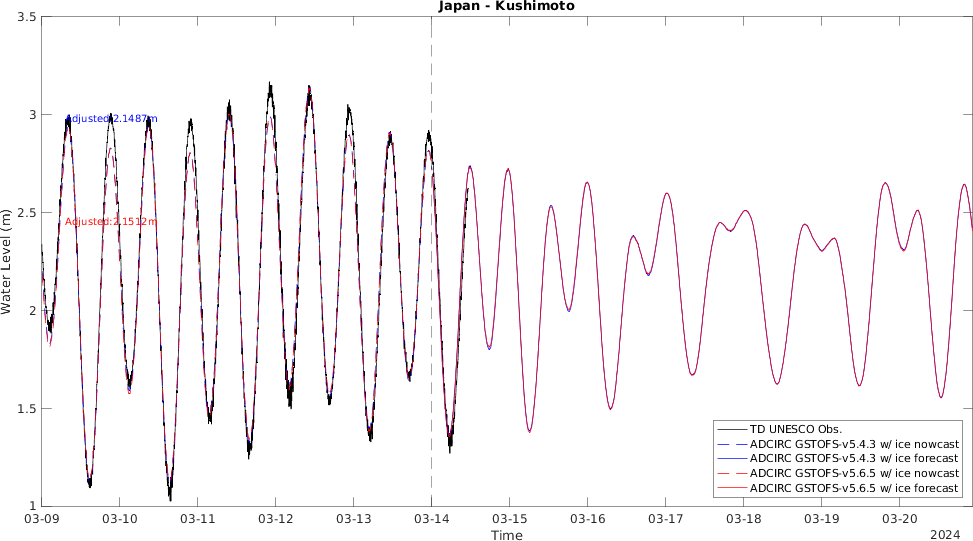 Japan - Kushimoto
3.5
3
2.5
2
1.5
1
Water Level (m)
Adjusted:2.1487m
Adjusted:2.1512m
TD UNESCO Obs.
ADCIRC GSTOFS-v5.4.3 w/ ice nowcast
ADCIRC GSTOFS-v5.4.3 w/ ice forecast
ADCIRC GSTOFS-v5.6.5 w/ ice nowcast
ADCIRC GSTOFS-v5.6.5 w/ ice forecast
03-09 03-10 03-11 03-12 03-13 03-14 03-15 03-16 03-17 03-18 03-19 03-20
Time
2024